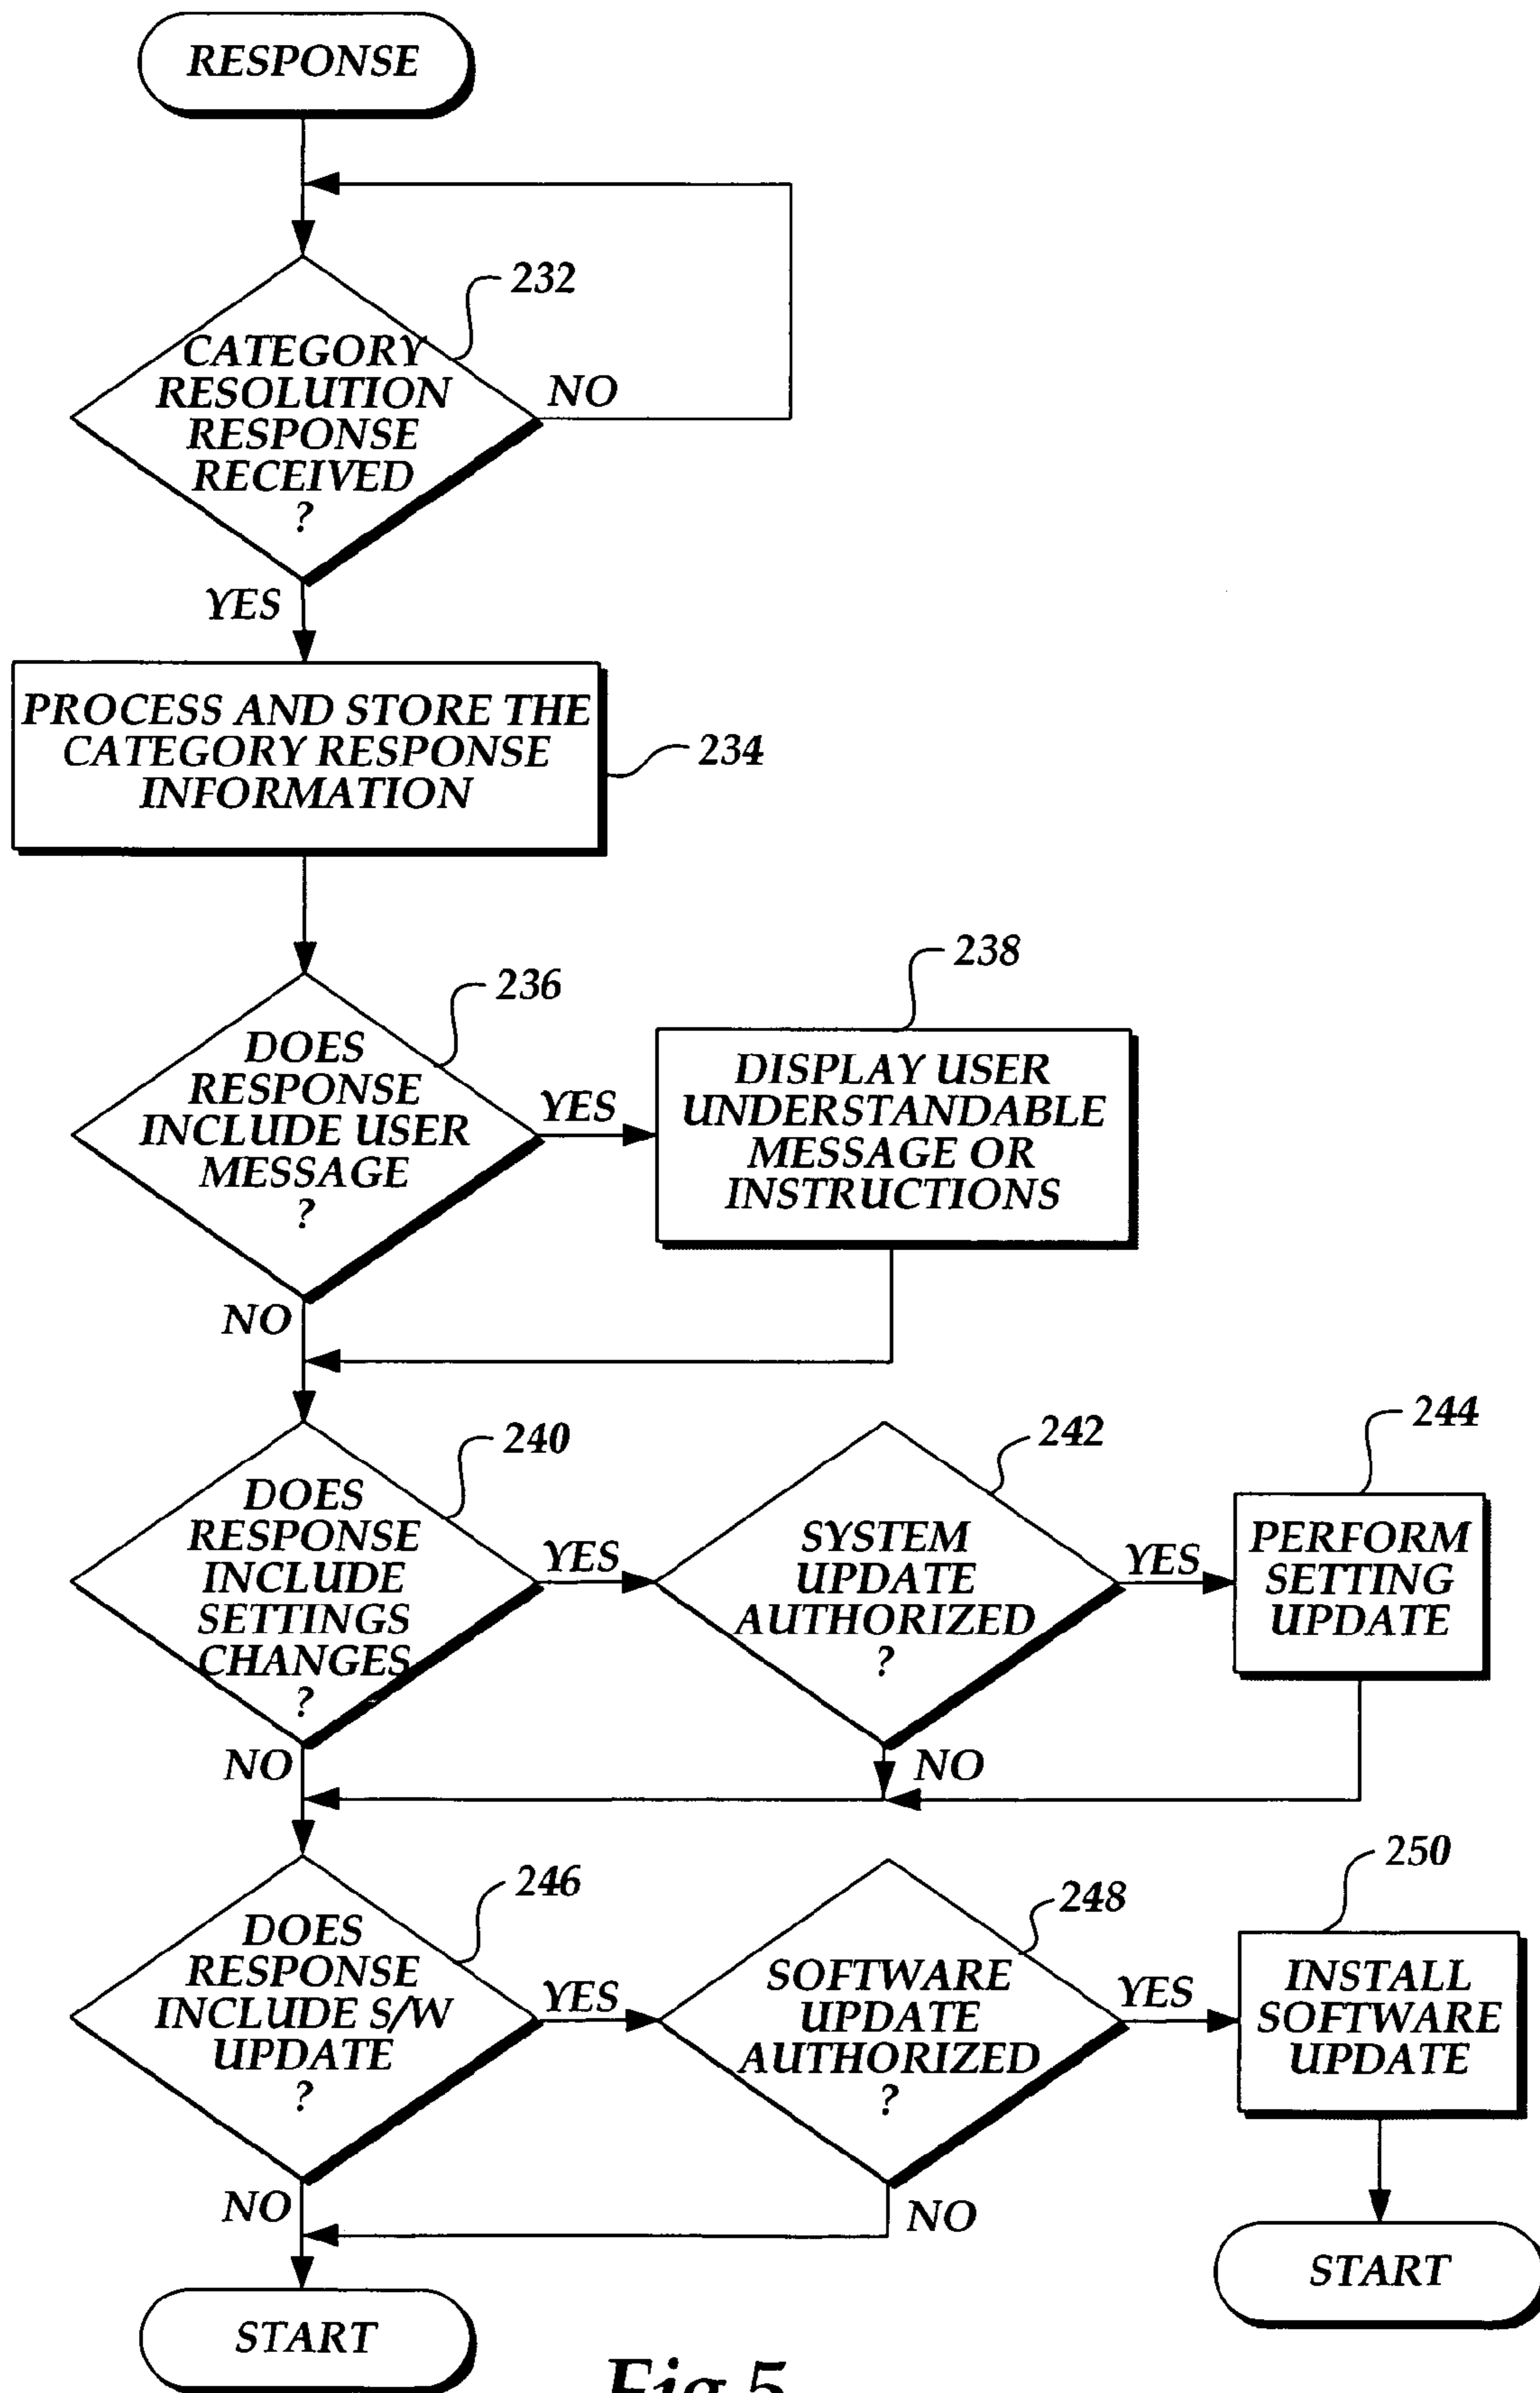 RESPONSE
232
CATEGORY
RESOLUTION
RESPONSE
RECEIVED
?
NO
YES
PROCESS AND STORE THE
CATEGORY RESPONSE
INFORMATION
234
236
DOES
RESPONSE
INCLUDE USER
MESSAGE
?
YES
238
DISPLAY USER
UNDERSTANDABLE
MESSAGE OR
INSTRUCTIONS
NO
240
DOES
RESPONSE
INCLUDE
SETTINGS
CHANGES
?
YES
242
SYSTEM
UPDATE
AUTHORIZED
?
YES
244
PERFORM
SETTING
UPDATE
NO
NO
246
DOES
RESPONSE
INCLUDE S/W
UPDATE
?
YES
248
SOFTWARE
UPDATE
AUTHORIZED
?
YES
250
INSTALL
SOFTWARE
UPDATE
NO
NO
START
START
Fig.5